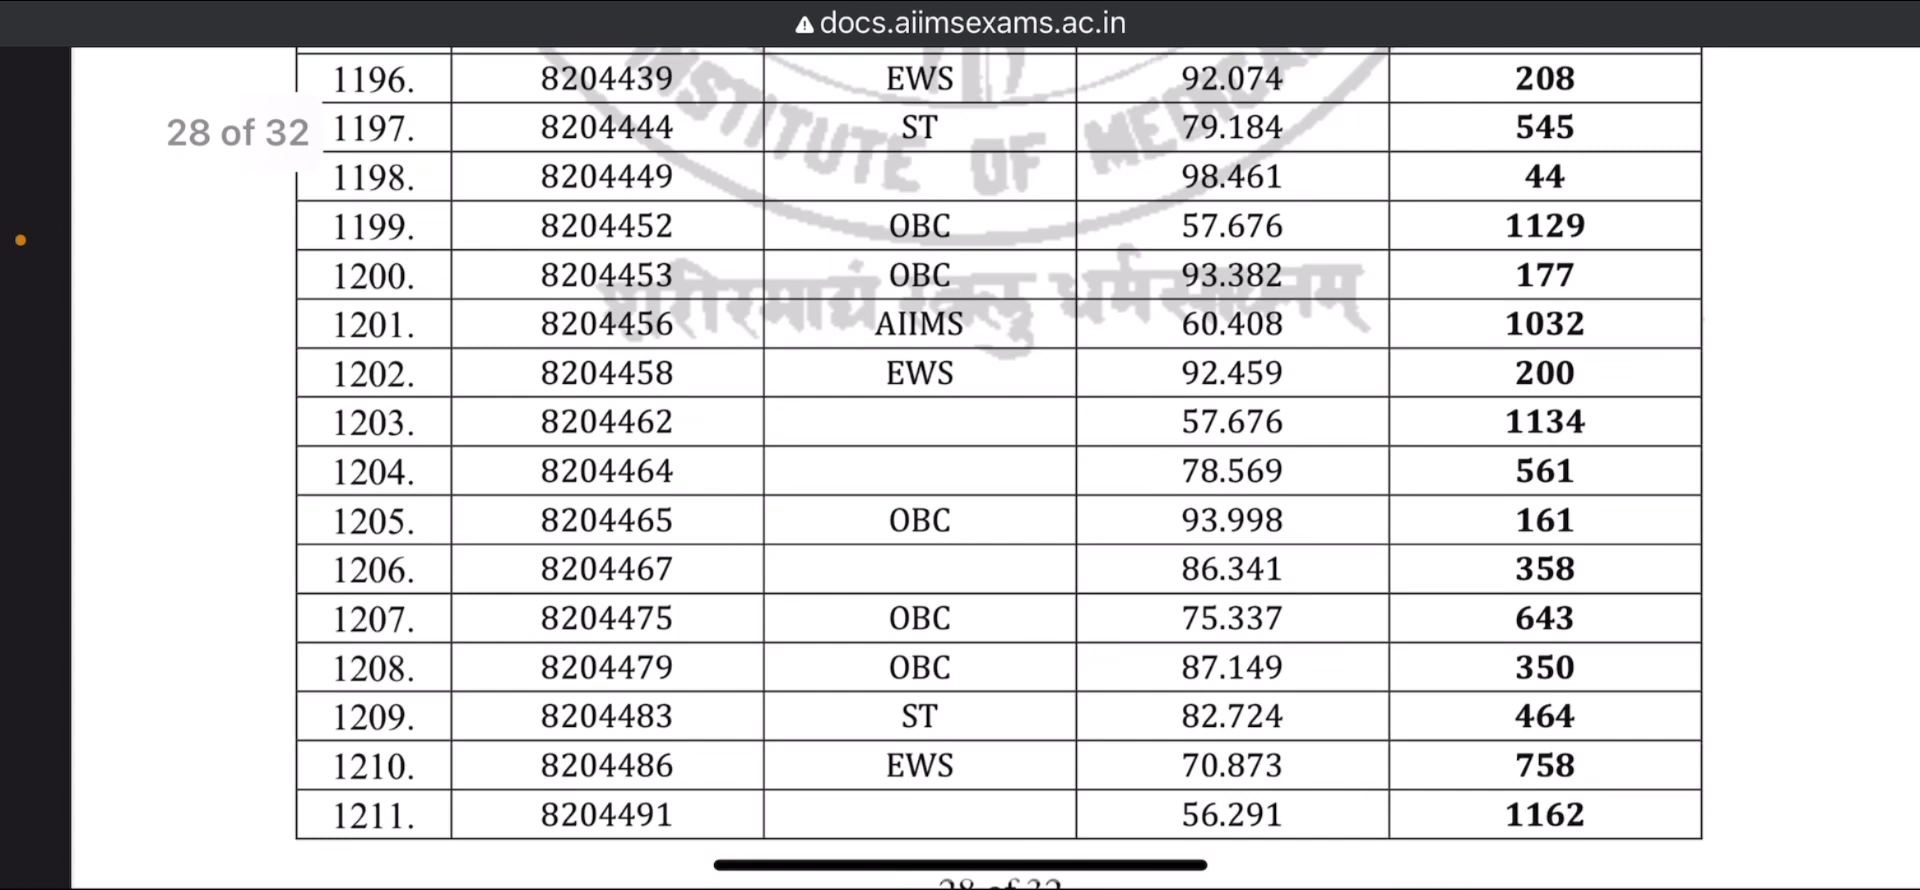 docs.aiimsexams.ac.in
28 of 32
1196. 8204439 EWS 92.074 208
1197. 8204444 ST 79.184 545
1198. 8204449 98.461 44
1199. 8204452 OBC 57.676 1129
1200. 8204453 OBC 93.382 177
1201. 8204456 AIIMS 60.408 1032
1202. 8204458 EWS 92.459 200
1203. 8204462 57.676 1134
1204. 8204464 78.569 561
1205. 8204465 OBC 93.998 161
1206. 8204467 86.341 358
1207. 8204475 OBC 75.337 643
1208. 8204479 OBC 87.149 350
1209. 8204483 ST 82.724 464
1210. 8204486 EWS 70.873 758
1211. 8204491 56.291 1162
INSTITUTE OF
28 of 32